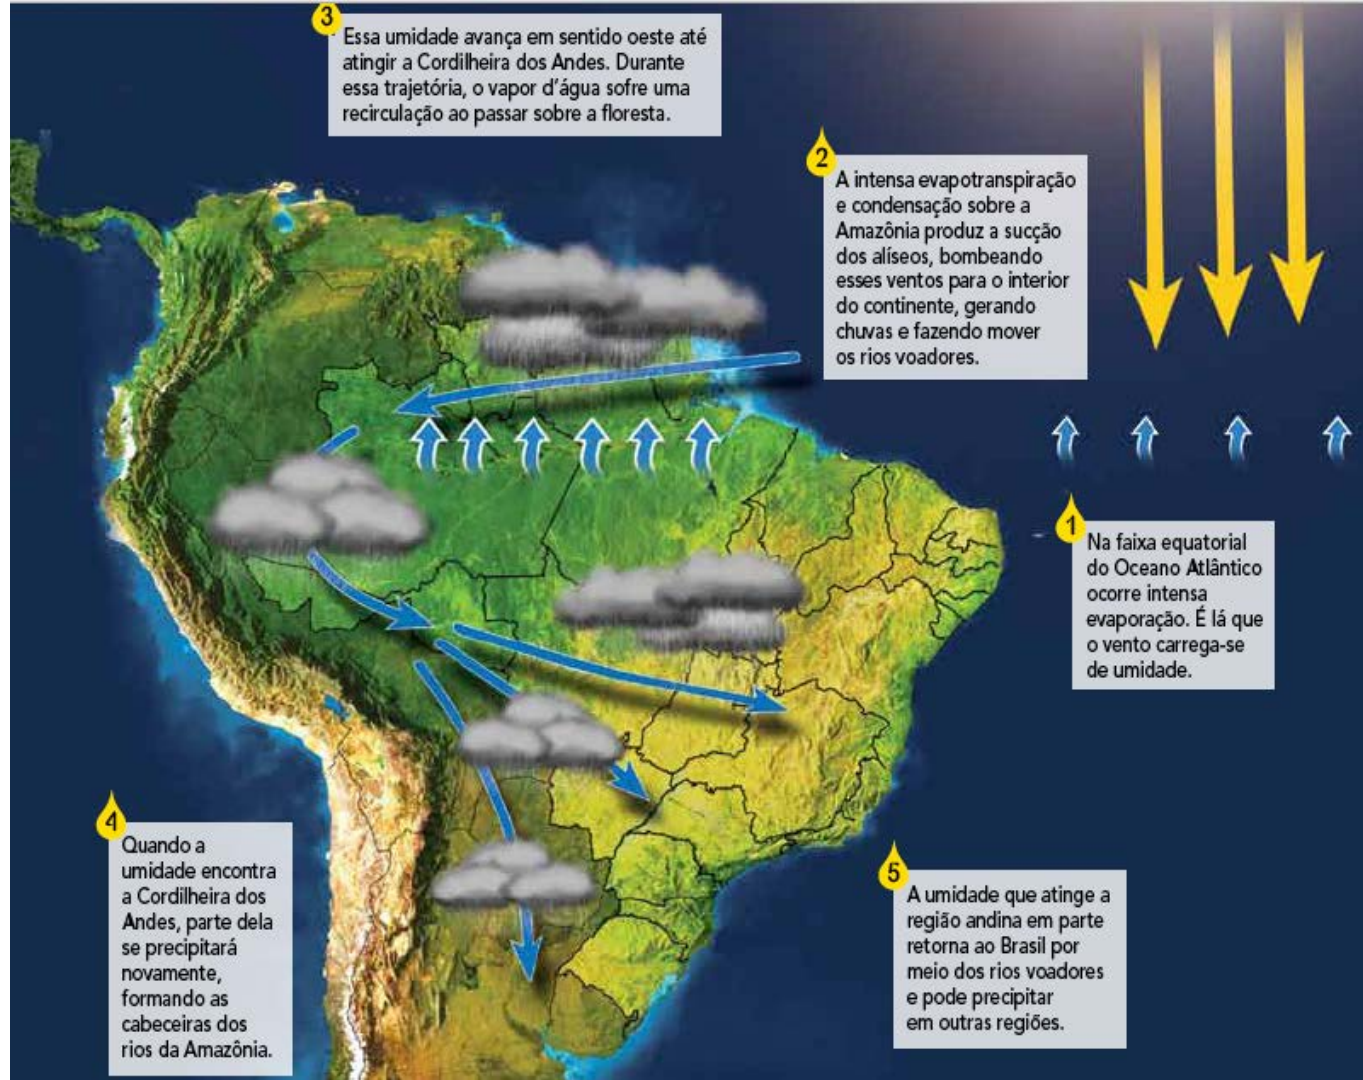 3
Essa umidade avança em sentido oeste até
atingir a Cordilheira dos Andes. Durante
essa trajetória, o vapor d'água sofre uma
recirculação ao passar sobre a floresta.
2
A intensa evapotranspiração
e condensação sobre a
Amazônia produz a sucção
dos alíseos, bombeando
esses ventos para o interior
do continente, gerando
chuvas e fazendo mover
os rios voadores.
1
Na faixa equatorial
do Oceano Atlântico
ocorre intensa
evaporação. É lá que
o vento carrega-se
de umidade.
4
Quando a
umidade encontra
a Cordilheira dos
Andes, parte dela
se precipitará
novamente,
formando as
cabeceiras dos
rios da Amazônia.
5
A umidade que atinge a
região andina em parte
retorna ao Brasil por
meio dos rios voadores
e pode precipitar
em outras regiões.